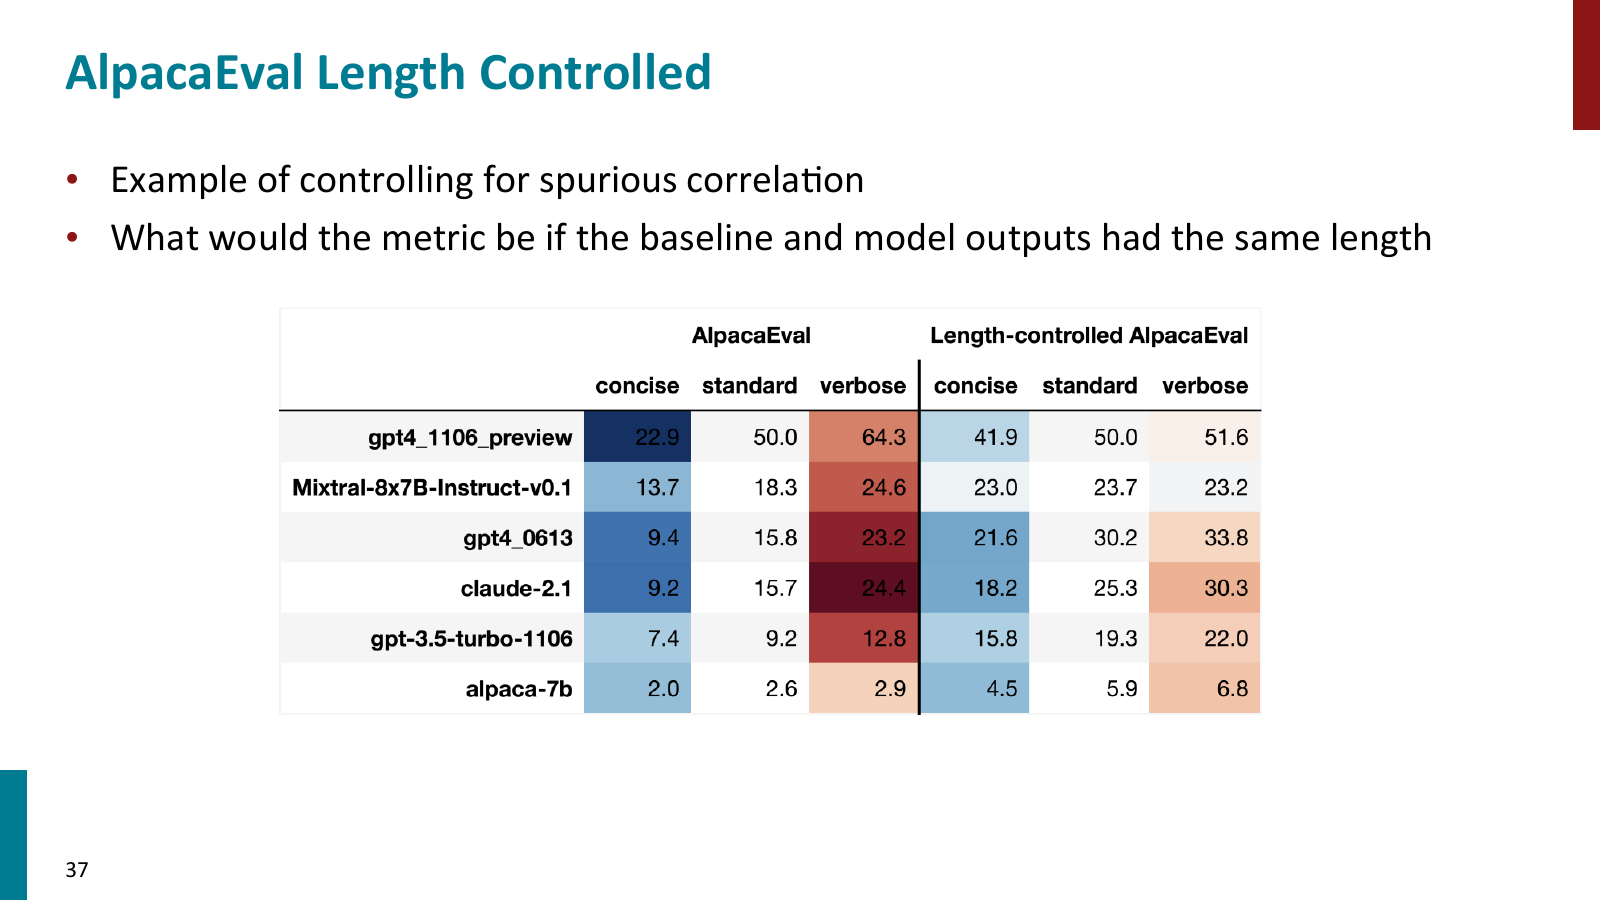 AlpacaEval Length Controlled
• Example of controlling for spurious correlation
• What would the metric be if the baseline and model outputs had the same length
AlpacaEval Length-controlled AlpacaEval
concise standard verbose concise standard verbose
gpt4_1106_preview 22.9 50.0 64.3 41.9 50.0 51.6
Mixtral-8x7B-Instruct-v0.1 13.7 18.3 24.6 23.0 23.7 23.2
gpt4_0613 9.4 15.8 23.2 21.6 30.2 33.8
claude-2.1 9.2 15.7 24.4 18.2 25.3 30.3
gpt-3.5-turbo-1106 7.4 9.2 12.8 15.8 19.3 22.0
alpaca-7b 2.0 2.6 2.9 4.5 5.9 6.8
37